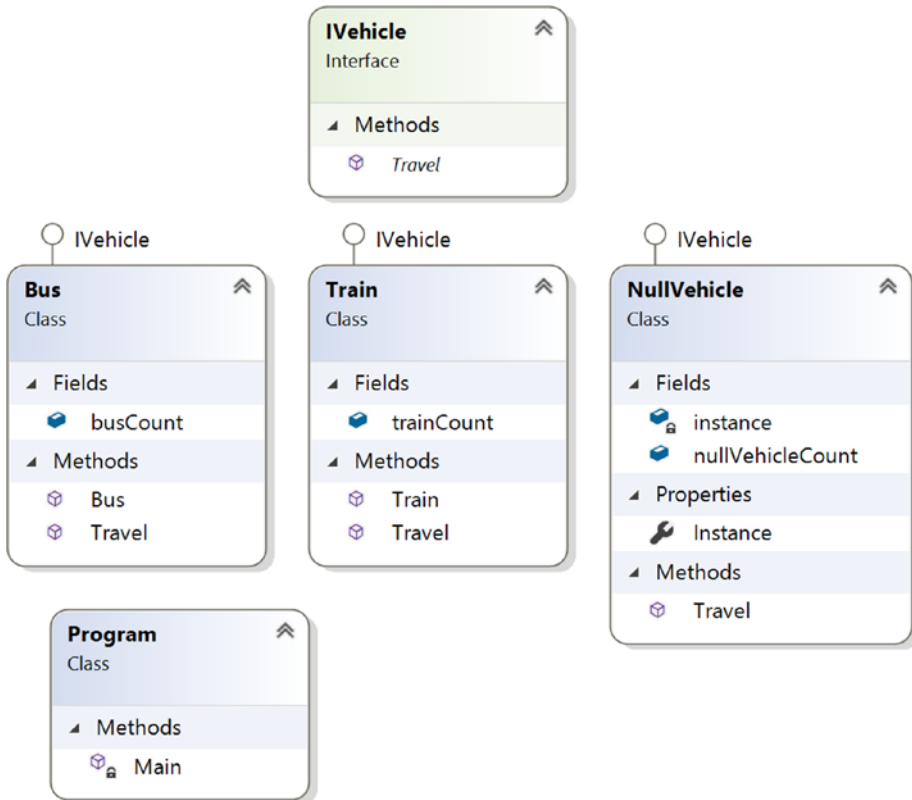 IVehicle
Interface
Methods
Travel
IVehicle
Bus
Class
Fields
busCount
Methods
Bus
Travel
IVehicle
Train
Class
Fields
trainCount
Methods
Train
Travel
IVehicle
NullVehicle
Class
Fields
instance
nullVehicleCount
Properties
Instance
Methods
Travel
Program
Class
Methods
Main